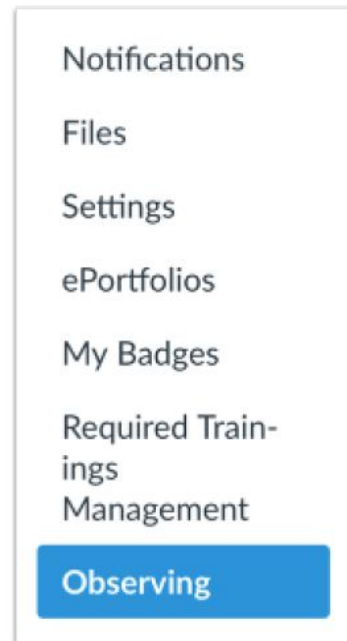 Notifications
Files
Settings
ePortfolios
My Badges
Required Train-
ings
Management
Observing